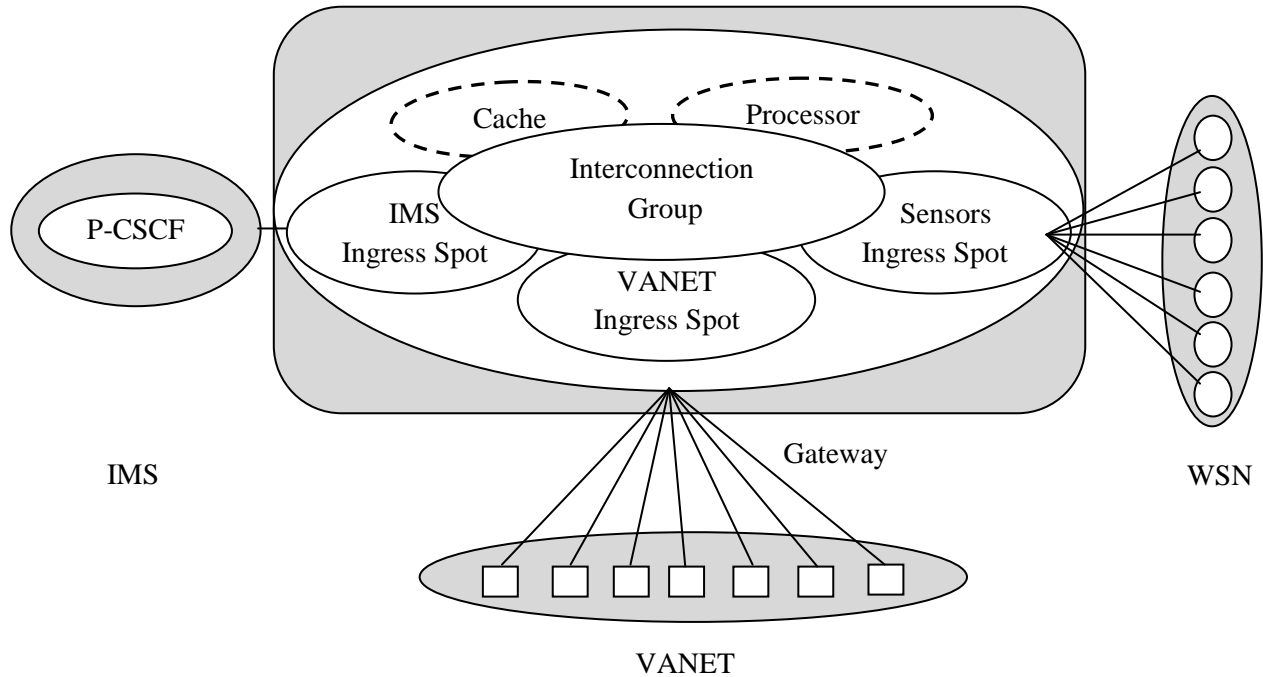 Cache
Processor
Interconnection
Group
P-CSCF
IMS
Ingress Spot
Sensors
Ingress Spot
VANET
Ingress Spot
Gateway
IMS
WSN
VANET